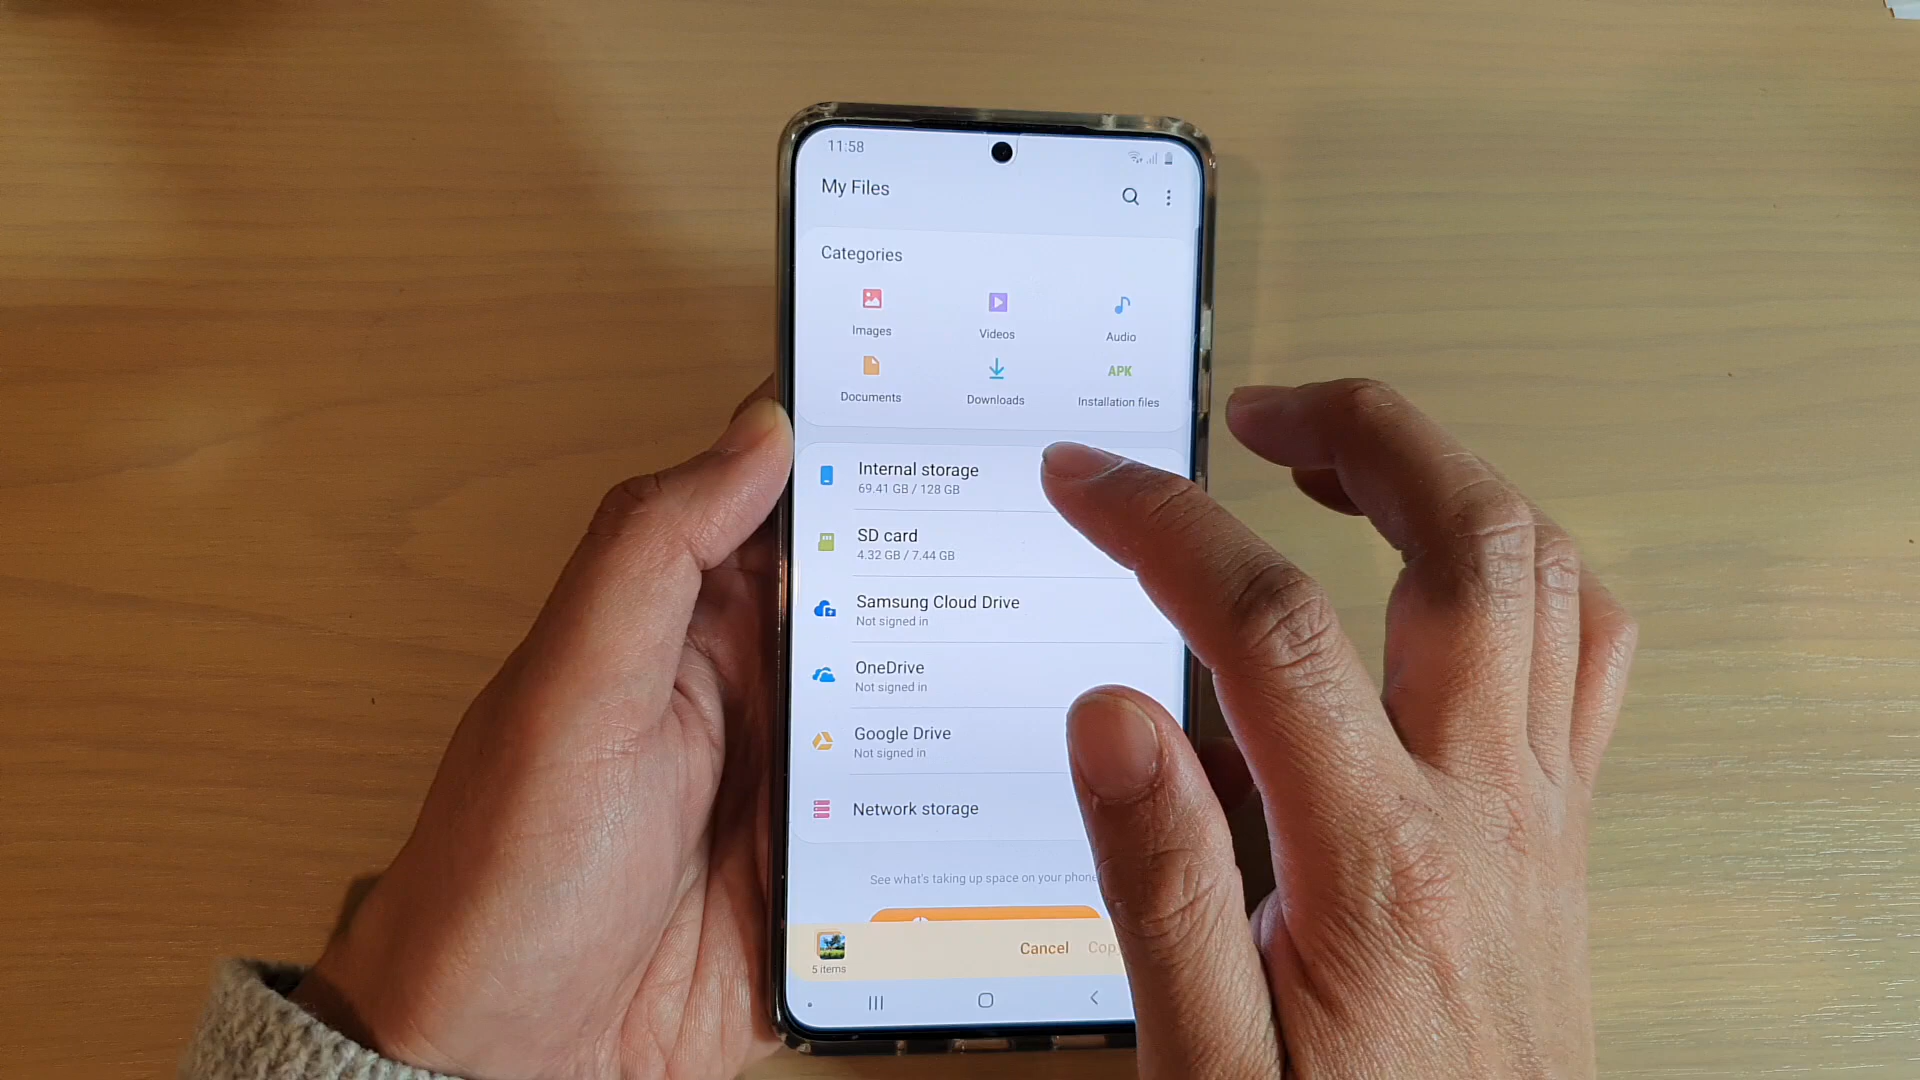 11:58
My Files
Categories
Images
Videos
Audio
Documents
Downloads
APK
Installation files
Internal storage
69.41 GB / 128 GB
SD card
4.32 GB / 7.44 GB
Samsung Cloud Drive
Not signed in
OneDrive
Not signed in
Google Drive
Not signed in
Network storage
See what's taking up space on your phone
5 items
Cancel
Cop